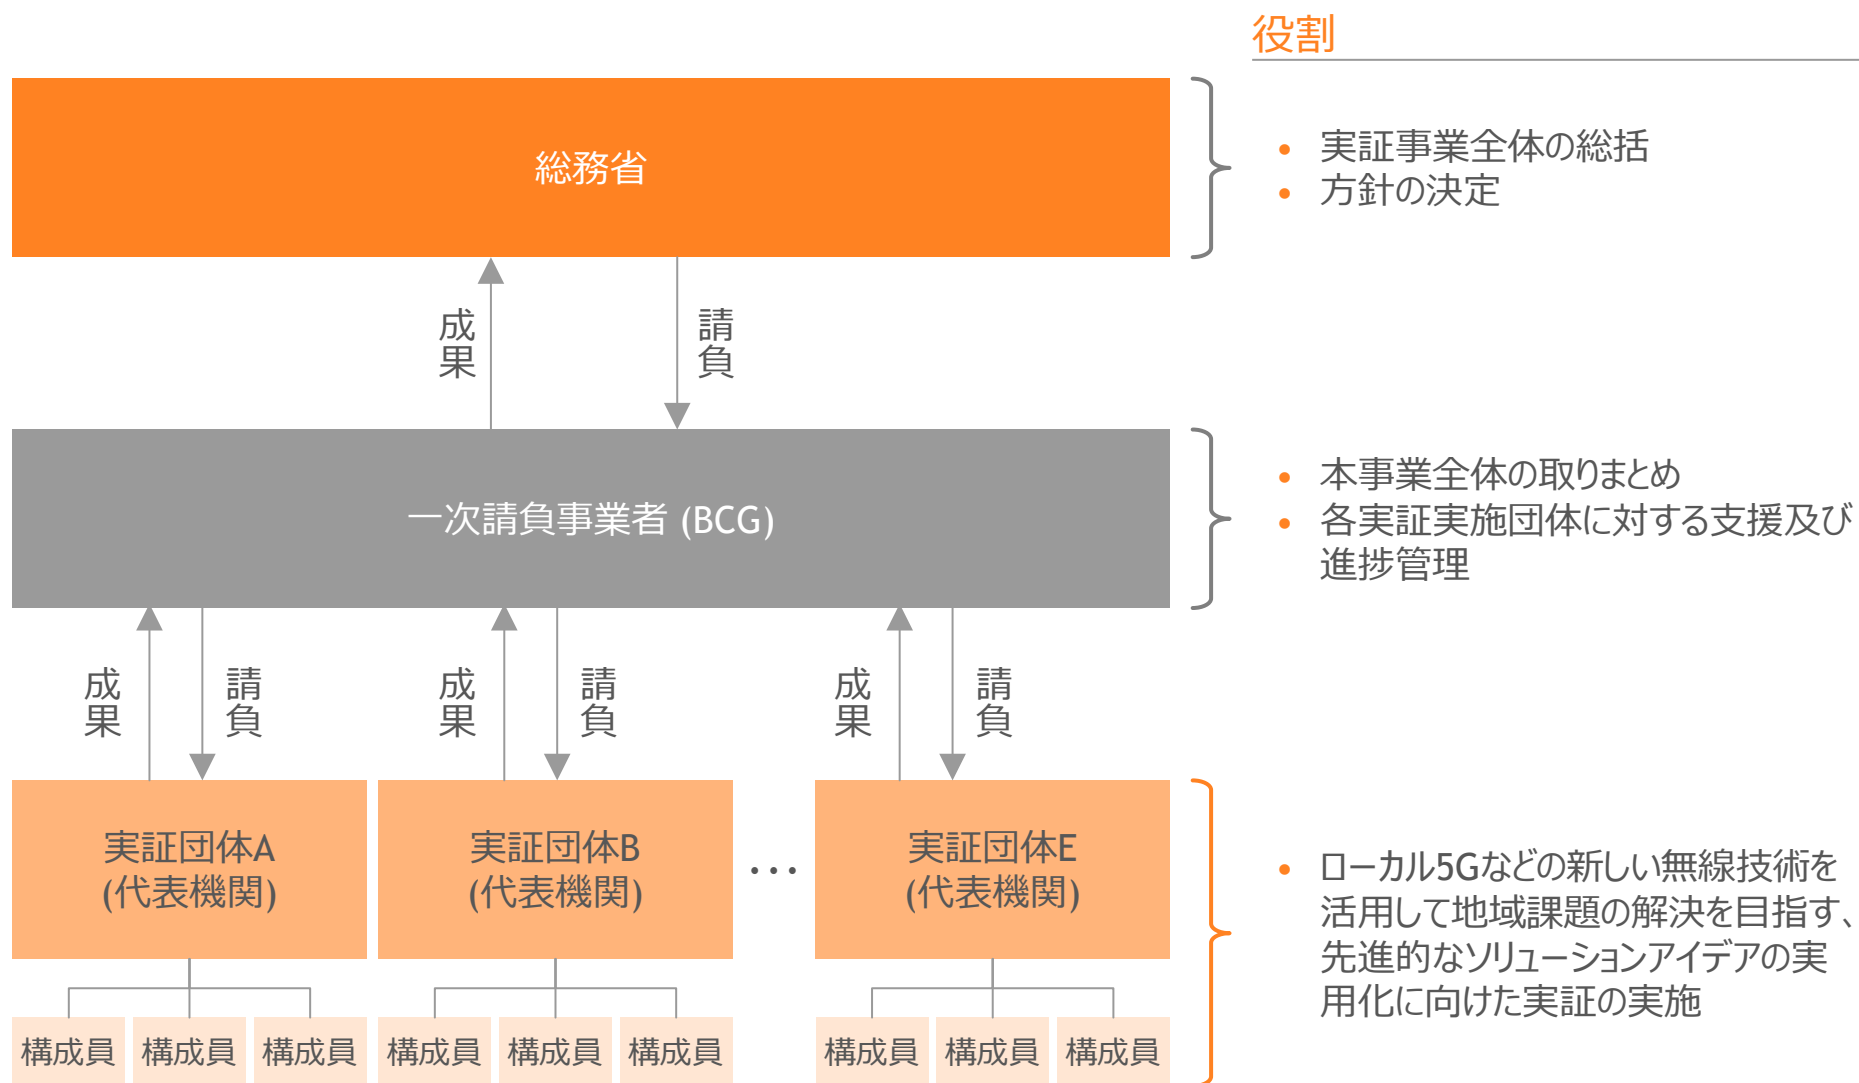 役割
総務省
• 実証事業全体の総括
• 方針の決定
成果
請負
一次請負事業者 (BCG)
• 本事業全体の取りまとめ
• 各実証実施団体に対する支援及び
進捗管理
成果
請負
成果
請負
成果
請負
実証団体A
(代表機関)
実証団体B
(代表機関)
...
実証団体E
(代表機関)
• ローカル5Gなどの新しい無線技術を
活用して地域課題の解決を目指す、
先進的なソリューションアイデアの実
用化に向けた実証の実施
構成員
構成員
構成員
構成員
構成員
構成員
構成員
構成員
構成員